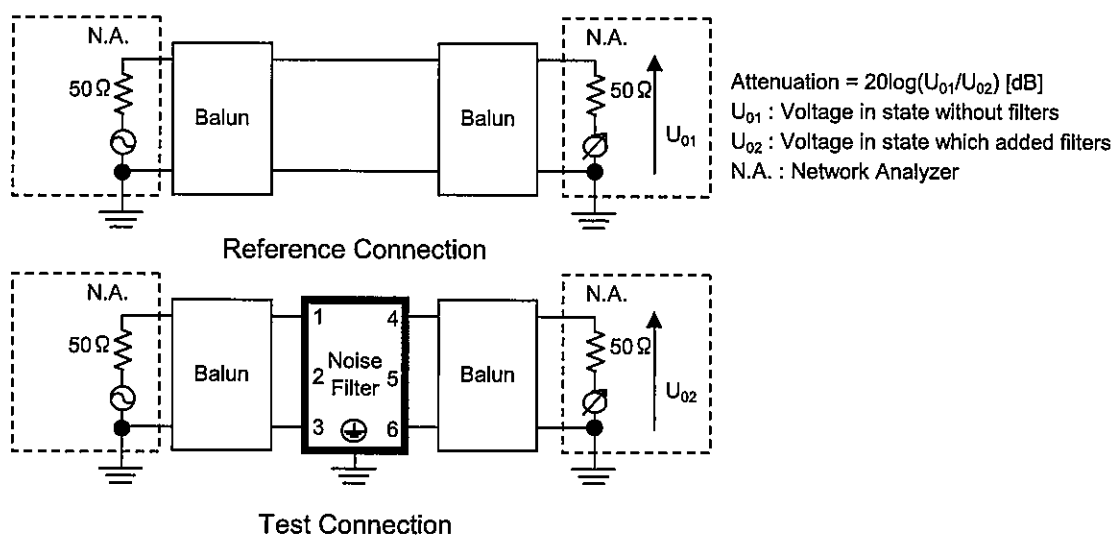 N.A.
50Ω
Balun
Balun
N.A.
50Ω
U01
Attenuation = 20log(U01/U02) [dB]
U01 : Voltage in state without filters
U02 : Voltage in state which added filters
N.A. : Network Analyzer
Reference Connection
N.A.
50Ω
Balun
1 4
2 Noise Filter 5
3 6
Balun
N.A.
50Ω
U02
Test Connection